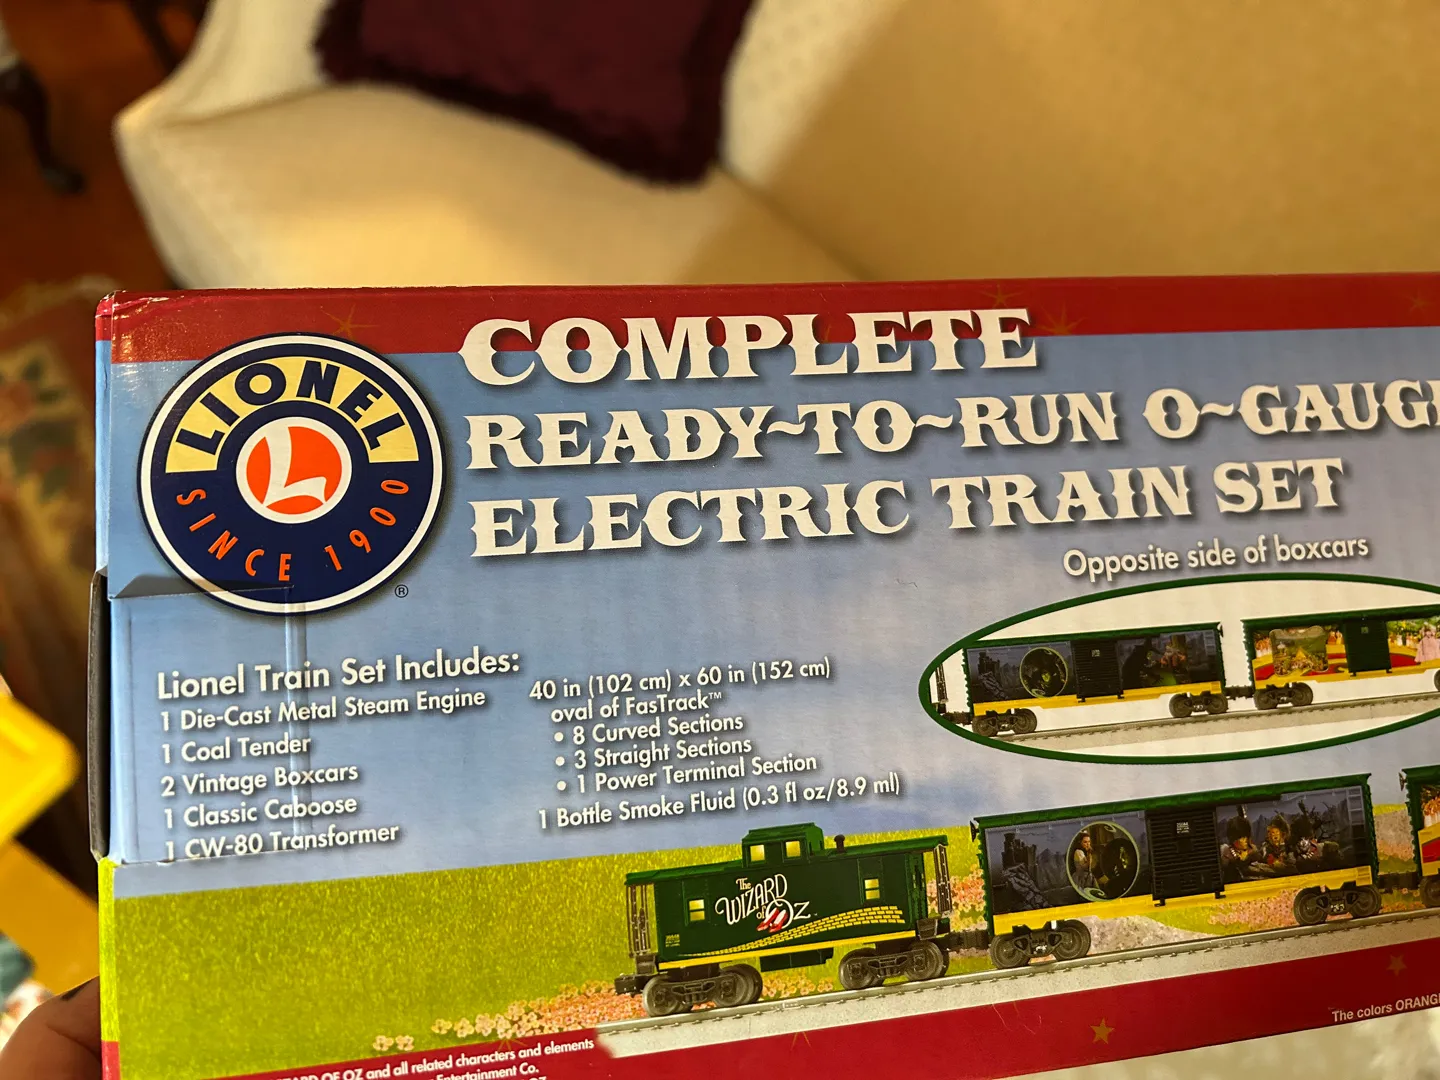 LIONEL
L
SINCE 1900
®
COMPLETE
READY~TO~RUN O~GAUG
ELECTRIC TRAIN SET
Opposite side of boxcars
Lionel Train Set Includes:
1 Die-Cast Metal Steam Engine
1 Coal Tender
2 Vintage Boxcars
1 Classic Caboose
1 CW-80 Transformer
40 in (102 cm) x 60 in (152 cm)
oval of FasTrack™
• 8 Curved Sections
• 3 Straight Sections
• 1 Power Terminal Section
1 Bottle Smoke Fluid (0.3 fl oz/8.9 ml)
The
WIZARD
of OZ
The colors ORANG
OF OZ and all related characters and elements
Entertainment Co.